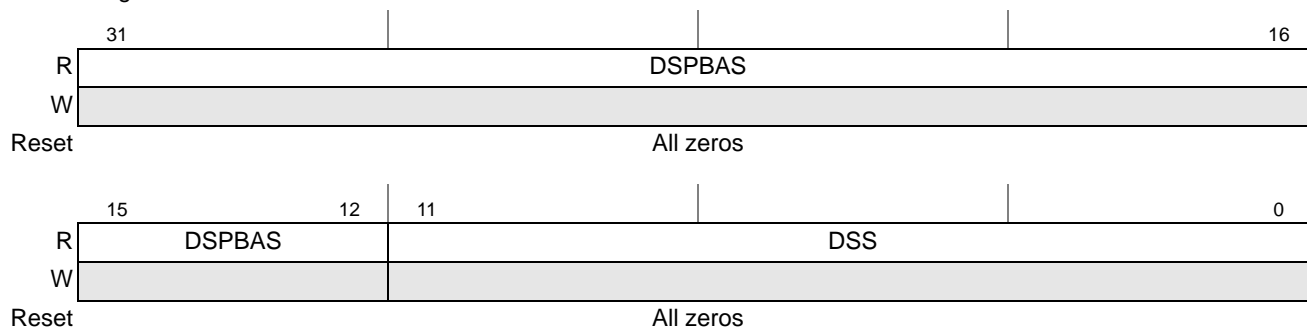 31 16
R DSPBAS
W
Reset All zeros
15 12 11 0
R DSPBAS DSS
W
Reset All zeros